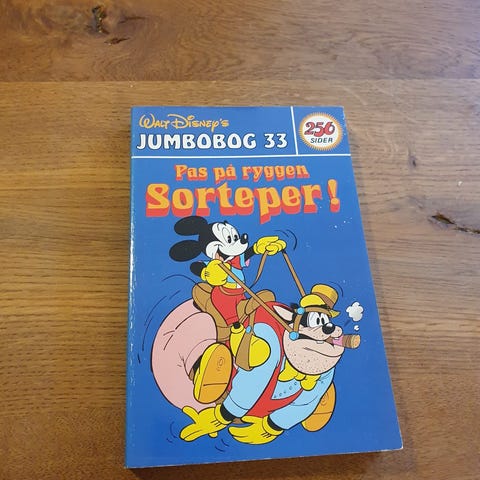 Walt Disney's
JUMBOBOG 33
256
SIDER
Pas på ryggen
Sorteper!